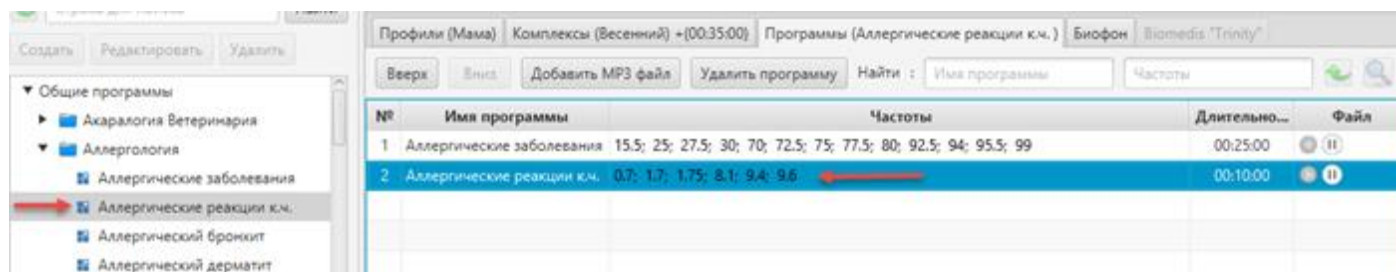 Создать Редактировать Удалить
▼ Общие программы
Акаралогия Ветеринария
▼ Аллергология
Аллергические заболевания
Аллергические реакции к.ч.
Аллергический бронхит
Аллергический дерматит
Профили (Мама) Комплексы (Весенний) +(00:35:00) Программы (Аллергические реакции к.ч. ) Биофон Biomedis "Trinity"
Вверх Вниз Добавить MP3 файл Удалить программу Найти : Имя программы Частоты
№ Имя программы Частоты Длительно... Файл
1 Аллергические заболевания 15.5; 25; 27.5; 30; 70; 72.5; 75; 77.5; 80; 92.5; 94; 95.5; 99 00:25:00
2 Аллергические реакции к.ч. 0.7; 1.7; 1.75; 8.1; 9.4; 9.6 00:10:00